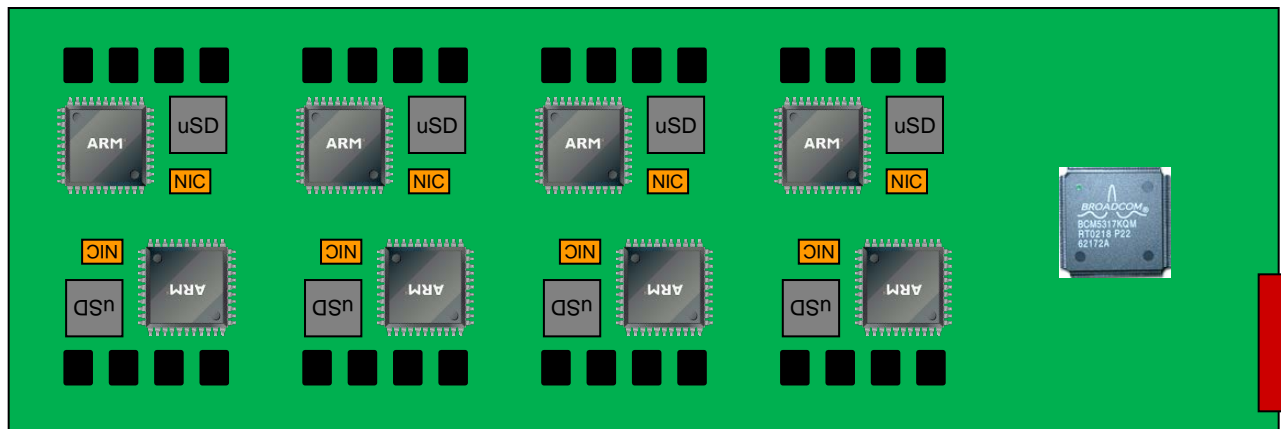 ARM
uSD
NIC
ARM
uSD
NIC
ARM
uSD
NIC
ARM
uSD
NIC
BROADCOM®
BCM5317KQM
RT0218 P22
62172A
NIC
uSD
ARM
NIC
uSD
ARM
NIC
uSD
ARM
NIC
uSD
ARM